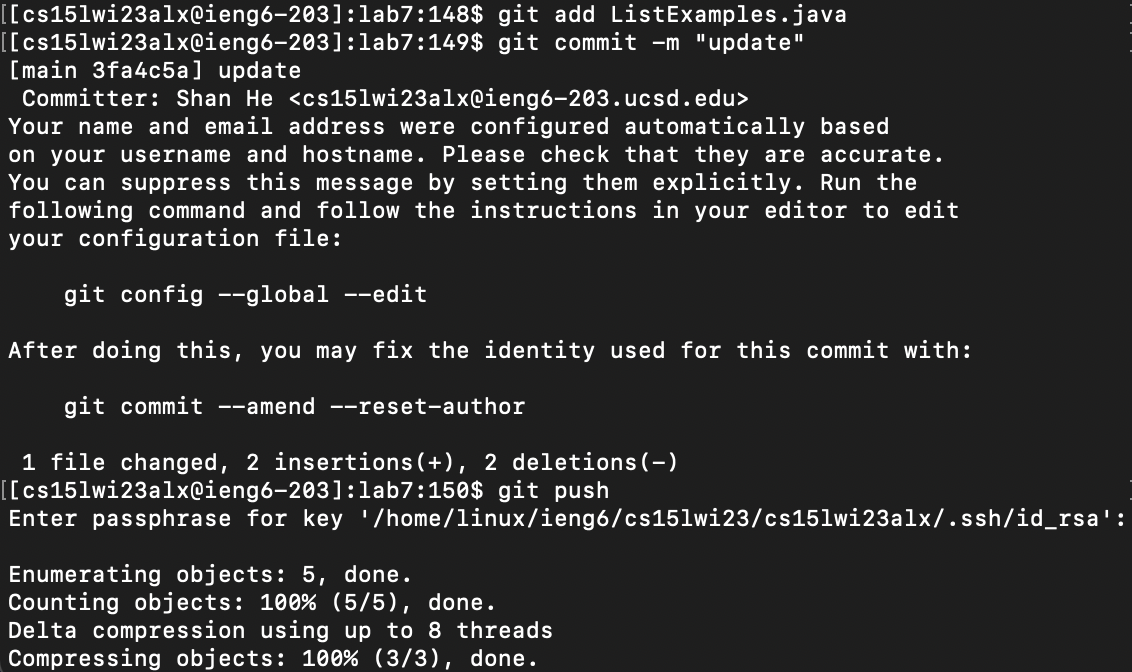 [[cs15lwi23alx@ieng6-203]:lab7:148$ git add ListExamples.java
[[cs15lwi23alx@ieng6-203]:lab7:149$ git commit -m "update"
[main 3fa4c5a] update
 Committer: Shan He <cs15lwi23alx@ieng6-203.ucsd.edu>
Your name and email address were configured automatically based
on your username and hostname. Please check that they are accurate.
You can suppress this message by setting them explicitly. Run the
following command and follow the instructions in your editor to edit
your configuration file:

    git config --global --edit

After doing this, you may fix the identity used for this commit with:

    git commit --amend --reset-author

 1 file changed, 2 insertions(+), 2 deletions(-)
[[cs15lwi23alx@ieng6-203]:lab7:150$ git push
Enter passphrase for key '/home/linux/ieng6/cs15lwi23/cs15lwi23alx/.ssh/id_rsa':

Enumerating objects: 5, done.
Counting objects: 100% (5/5), done.
Delta compression using up to 8 threads
Compressing objects: 100% (3/3), done.